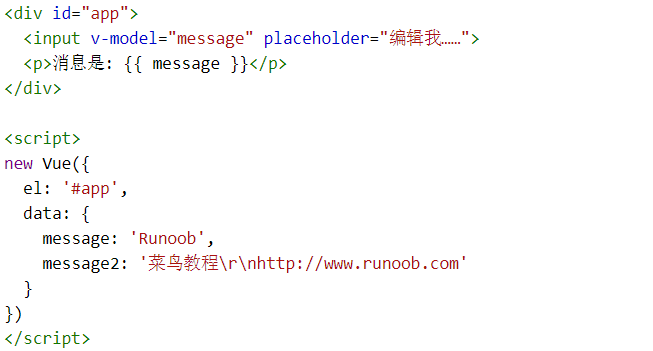 <div id="app">
  <input v-model="message" placeholder="编辑我……">
  <p>消息是: {{ message }}</p>
</div>

<script>
new Vue({
  el: '#app',
  data: {
    message: 'Runoob',
    message2: '菜鸟教程\r\nhttp://www.runoob.com'
  }
})
</script>